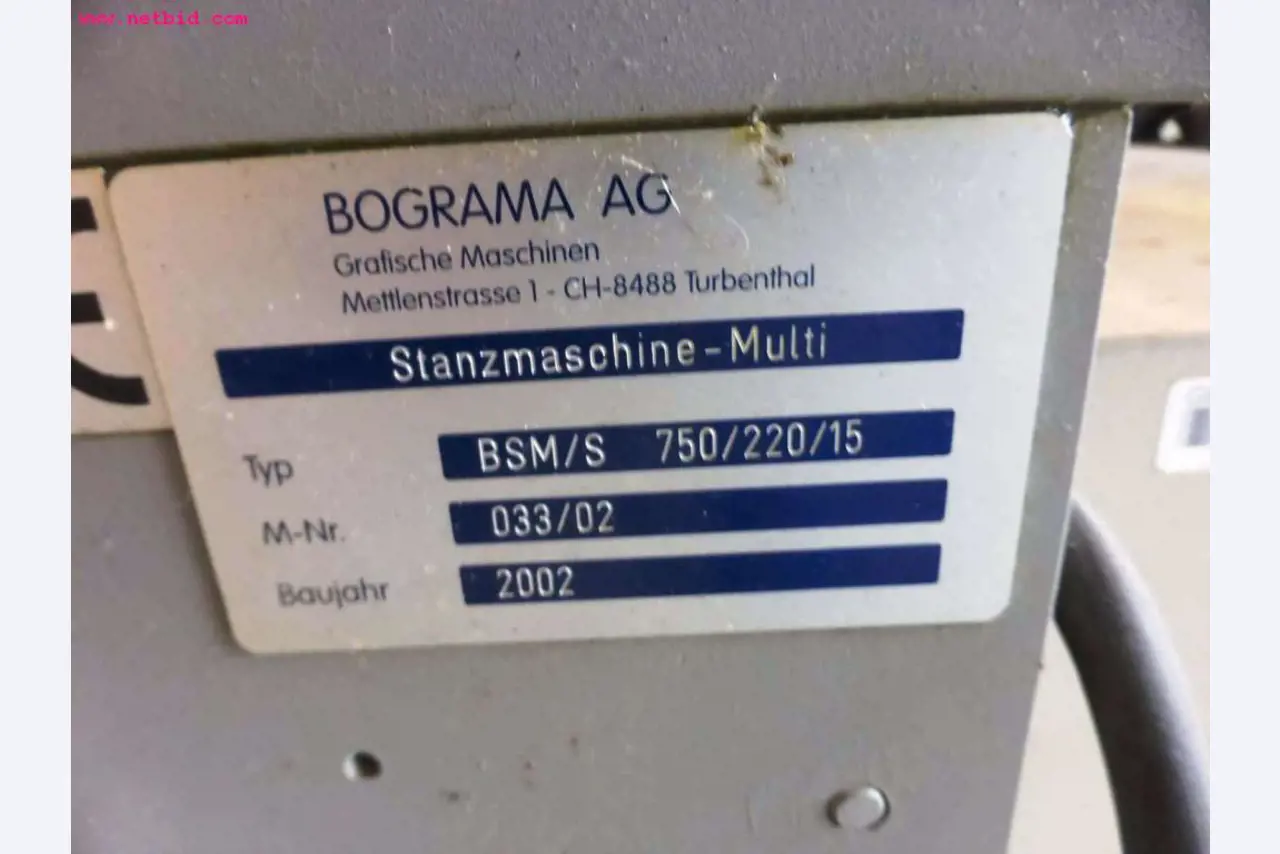 www.netbid.com
BOGRAMA AG
Grafische Maschinen
Mettlenstrasse 1 - CH-8488 Turbenthal
Stanzmaschine-Multi
Typ BSM/S 750/220/15
M-Nr. 033/02
Baujahr 2002